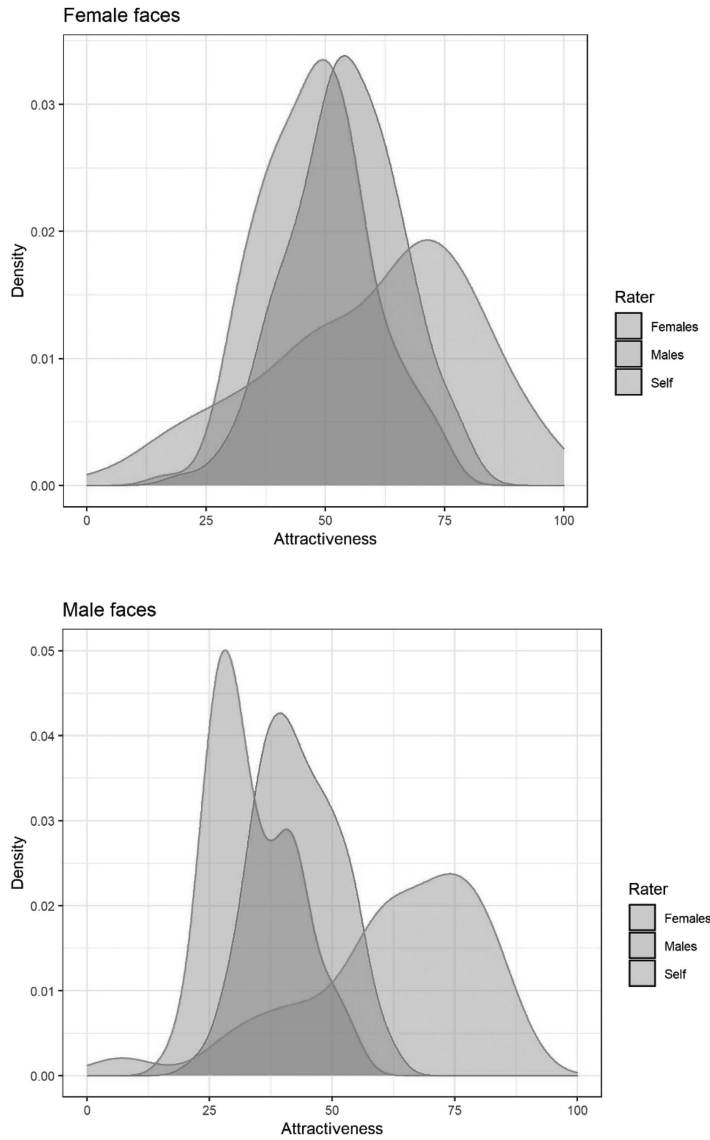 Female faces
0.03
0.02
0.01
0.00
Density
0
25
50
75
100
Attractiveness
Rater
Females
Males
Self
Male faces
0.05
0.04
0.03
0.02
0.01
0.00
Density
0
25
50
75
100
Attractiveness
Rater
Females
Males
Self